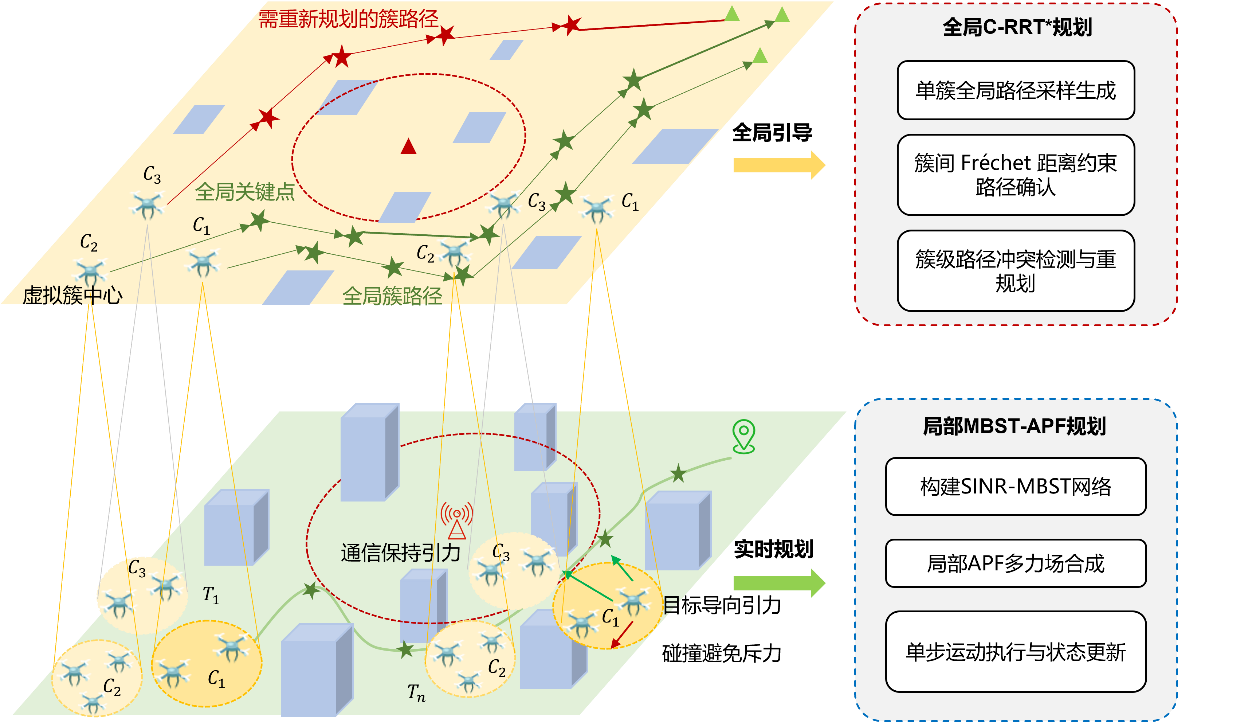 需重新规划的簇路径
C₃
全局关键点
C₁
C₂
虚拟簇中心
全局簇路径
C₂
C₃
C₁
全局引导
全局C-RRT*规划
单簇全局路径采样生成
簇间 Fréchet 距离约束
路径确认
簇级路径冲突检测与重
规划
通信保持引力
C₃
C₃
T₁
C₁
C₂
C₁
C₂
Tₙ
目标导向引力
碰撞避免斥力
实时规划
局部MBST-APF规划
构建SINR-MBST网络
局部APF多力场合成
单步运动执行与状态更新